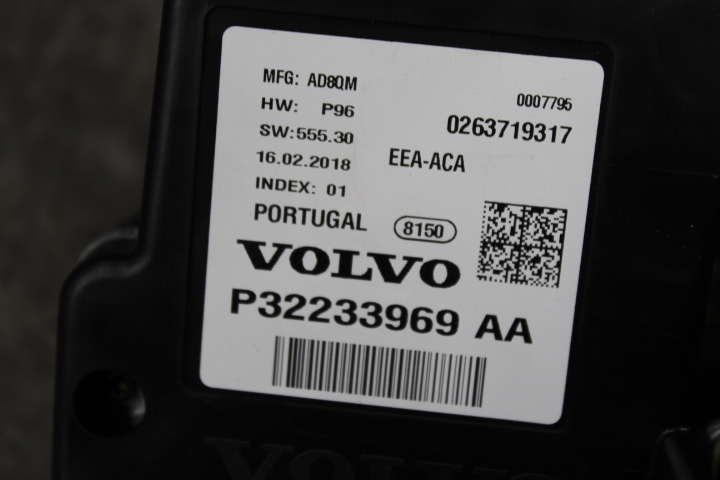 MFG: AD8QM
0007795
HW: P96
0263719317
SW:555.30
16.02.2018
EEA-ACA
INDEX: 01
PORTUGAL
8150
VOLVO
P32233969 AA
VOLVO